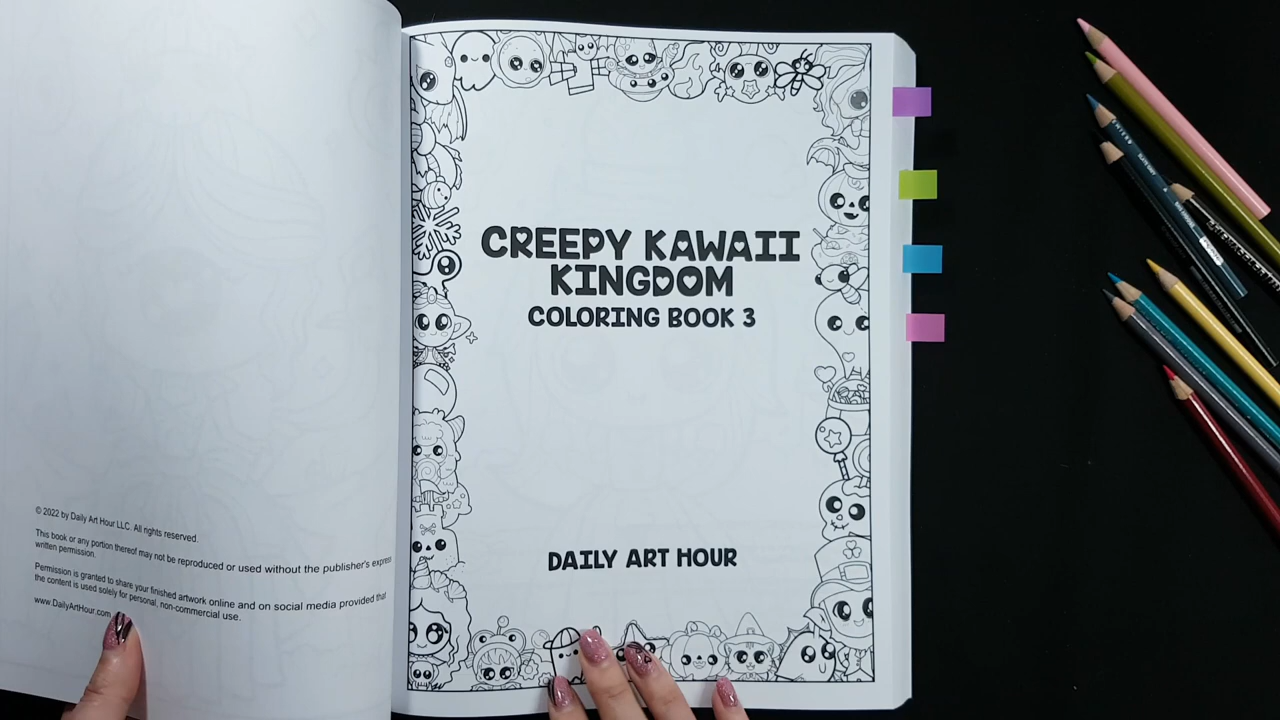 © 2022 by Daily Art Hour LLC. All rights reserved.
This book or any portion thereof may not be reproduced or used without the publisher's express
written permission.
Permission is granted to share your finished artwork online and on social media provided that
the content is used solely for personal, non-commercial use.
www.DailyArtHour.com
CREEPY KAWAII
KINGDOM
COLORING BOOK 3
DAILY ART HOUR